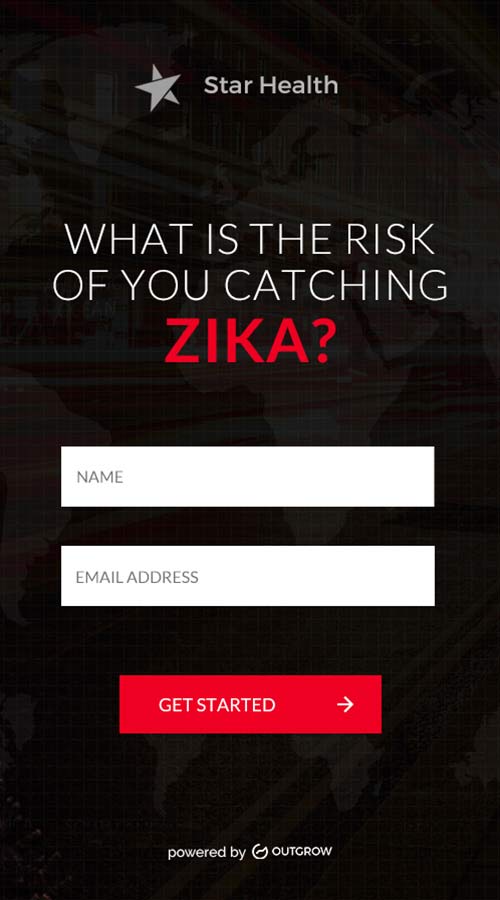 Star Health
WHAT IS THE RISK
OF YOU CATCHING
ZIKA?
NAME
EMAIL ADDRESS
GET STARTED
powered by OUTGROW